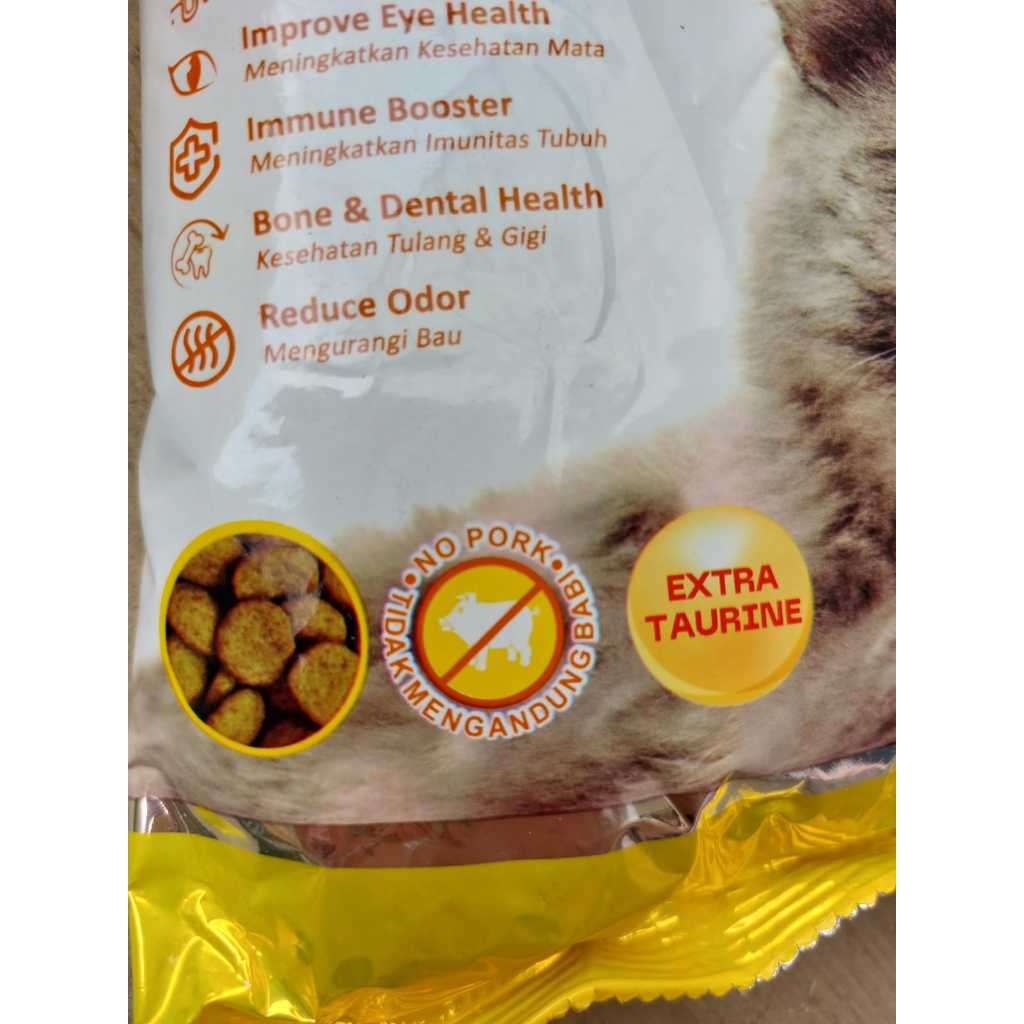 Improve Eye Health
Meningkatkan Kesehatan Mata
Immune Booster
Meningkatkan Imunitas Tubuh
Bone & Dental Health
Kesehatan Tulang & Gigi
Reduce Odor
Mengurangi Bau
•NO PORK•
TIDAK MENGANDUNG BABI
EXTRA
TAURINE